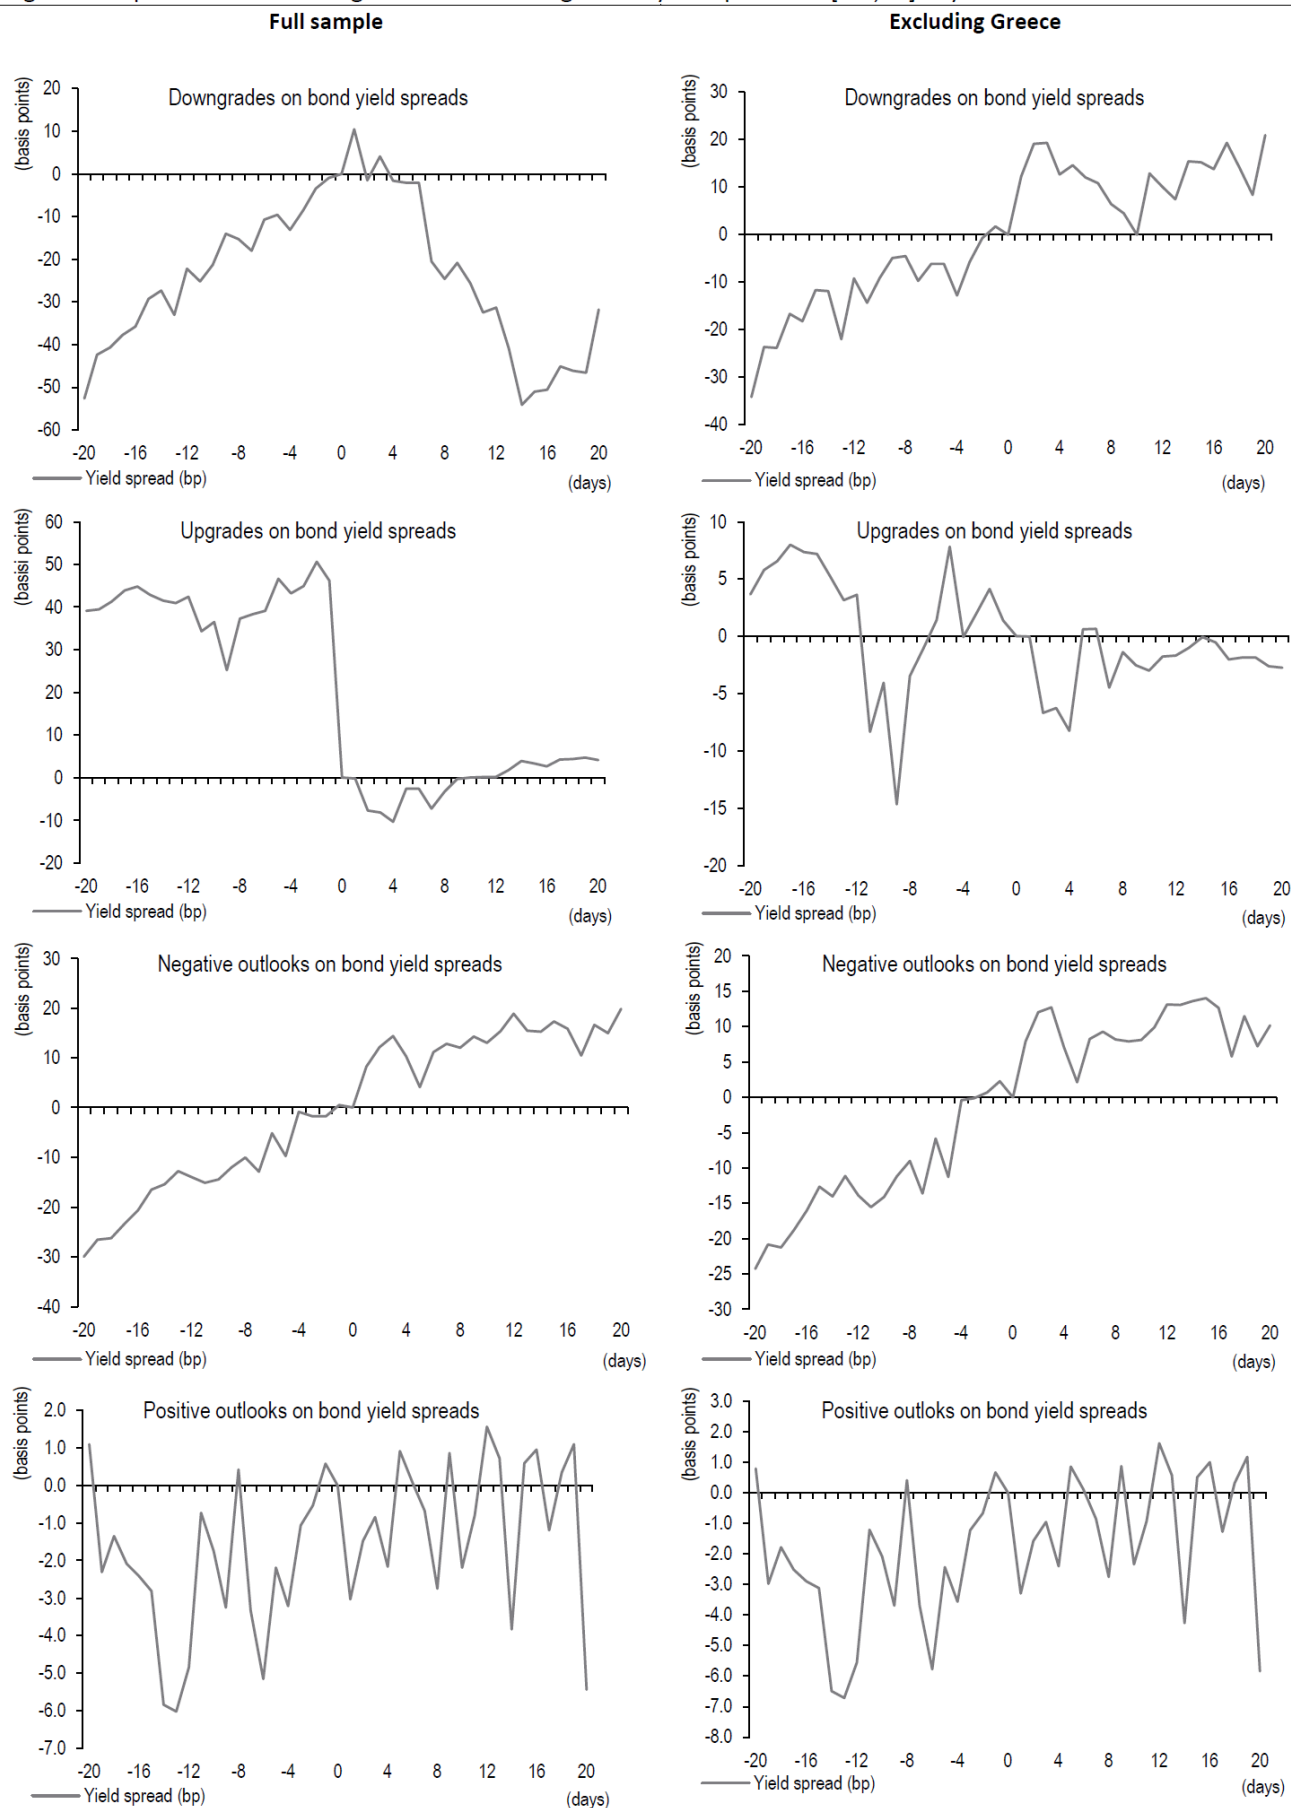 Full sample
Excluding Greece
Downgrades on bond yield spreads
(basis points)
20
10
0
-10
-20
-30
-40
-50
-60
-20 -16 -12 -8 -4 0 4 8 12 16 20
Yield spread (bp)
(days)
Downgrades on bond yield spreads
(basis points)
30
20
10
0
-10
-20
-30
-40
-20 -16 -12 -8 -4 0 4 8 12 16 20
Yield spread (bp)
(days)
Upgrades on bond yield spreads
(basisi points)
60
50
40
30
20
10
0
-10
-20
-20 -16 -12 -8 -4 0 4 8 12 16 20
Yield spread (bp)
(days)
Upgrades on bond yield spreads
(basis points)
10
5
0
-5
-10
-15
-20
-20 -16 -12 -8 -4 0 4 8 12 16 20
Yield spread (bp)
(days)
Negative outlooks on bond yield spreads
(basis points)
30
20
10
0
-10
-20
-30
-40
-20 -16 -12 -8 -4 0 4 8 12 16 20
Yield spread (bp)
(days)
Negative outlooks on bond yield spreads
(basis points)
20
15
10
5
0
-5
-10
-15
-20
-25
-30
-20 -16 -12 -8 -4 0 4 8 12 16 20
Yield spread (bp)
(days)
Positive outlooks on bond yield spreads
(basis points)
2.0
1.0
0.0
-1.0
-2.0
-3.0
-4.0
-5.0
-6.0
-7.0
-20 -16 -12 -8 -4 0 4 8 12 16 20
Yield spread (bp)
(days)
Positive outloks on bond yield spreads
(basis points)
3.0
2.0
1.0
0.0
-1.0
-2.0
-3.0
-4.0
-5.0
-6.0
-7.0
-8.0
-20 -16 -12 -8 -4 0 4 8 12 16 20
Yield spread (bp)
(days)